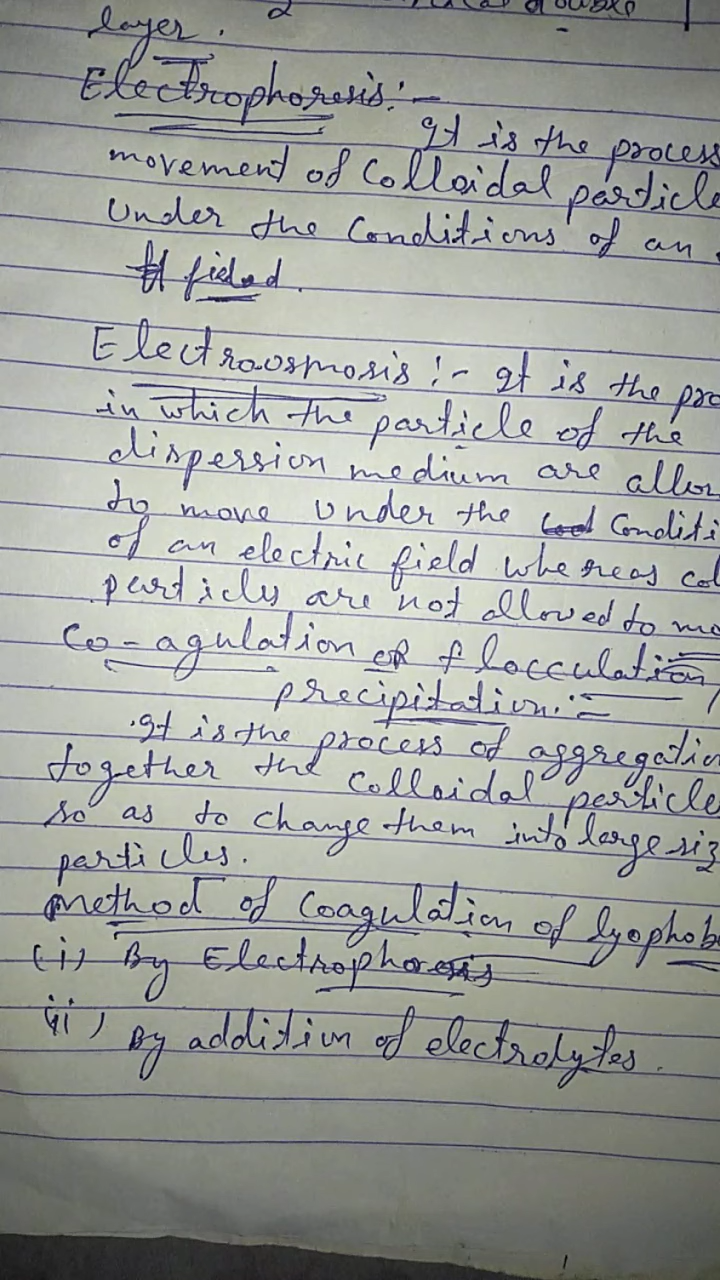 double
layer.
Electrophoresis:-
It is the process
movement of colloidal particle
under the conditions of an
field.
Electroosmosis:- It is the pro
in which the particle of the
dispersion medium are allow
to move under the conditi
of an electric field whereas col
particles are not allowed to mo
Co-agulation or flocculation /
precipitation:-
It is the process of aggregatio
together the colloidal particle
so as to change them into large siz
particles.
Method of Coagulation of lyophob
(i) By Electrophoresis
ii) By addition of electrolytes.